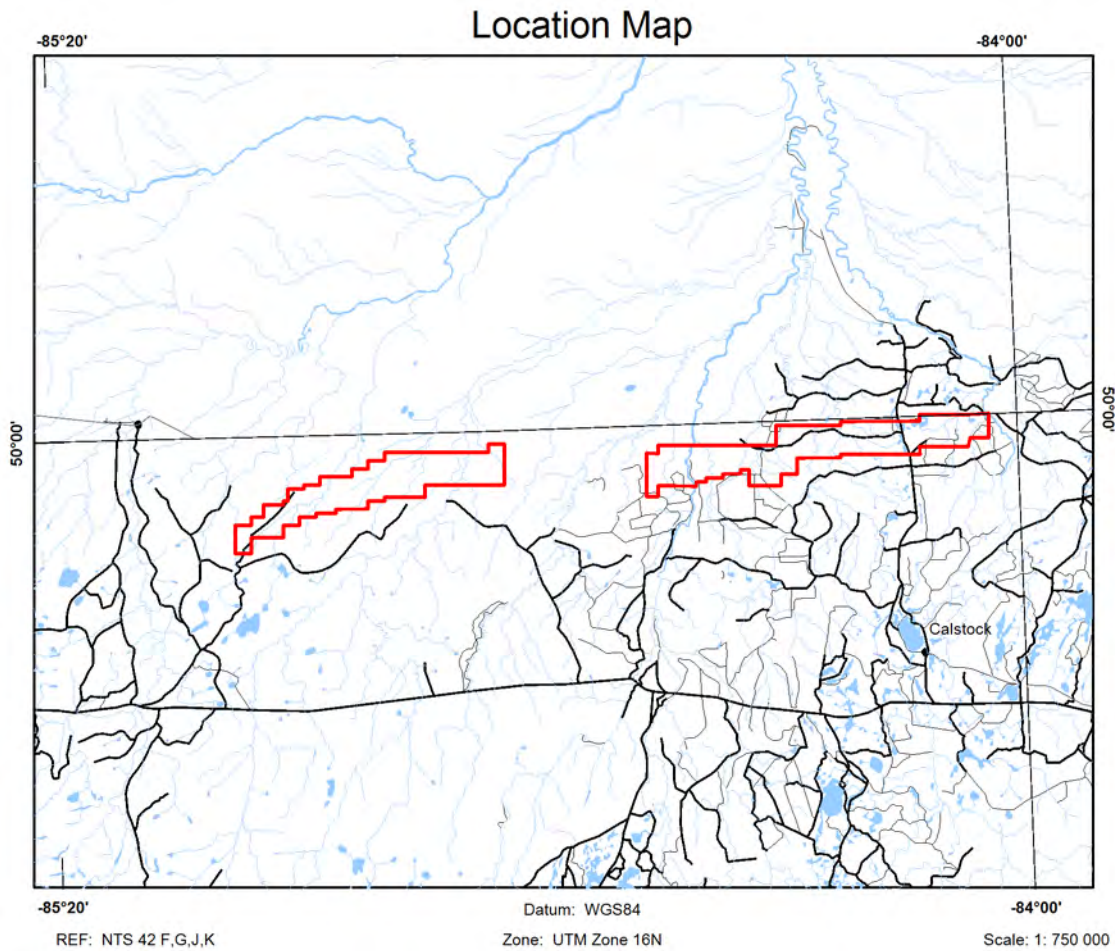 Location Map
-85°20'
-84°00'
50°00'
50°00'
Calstock
-85°20'
Datum: WGS84
-84°00'
REF: NTS 42 F,G,J,K
Zone: UTM Zone 16N
Scale: 1: 750 000